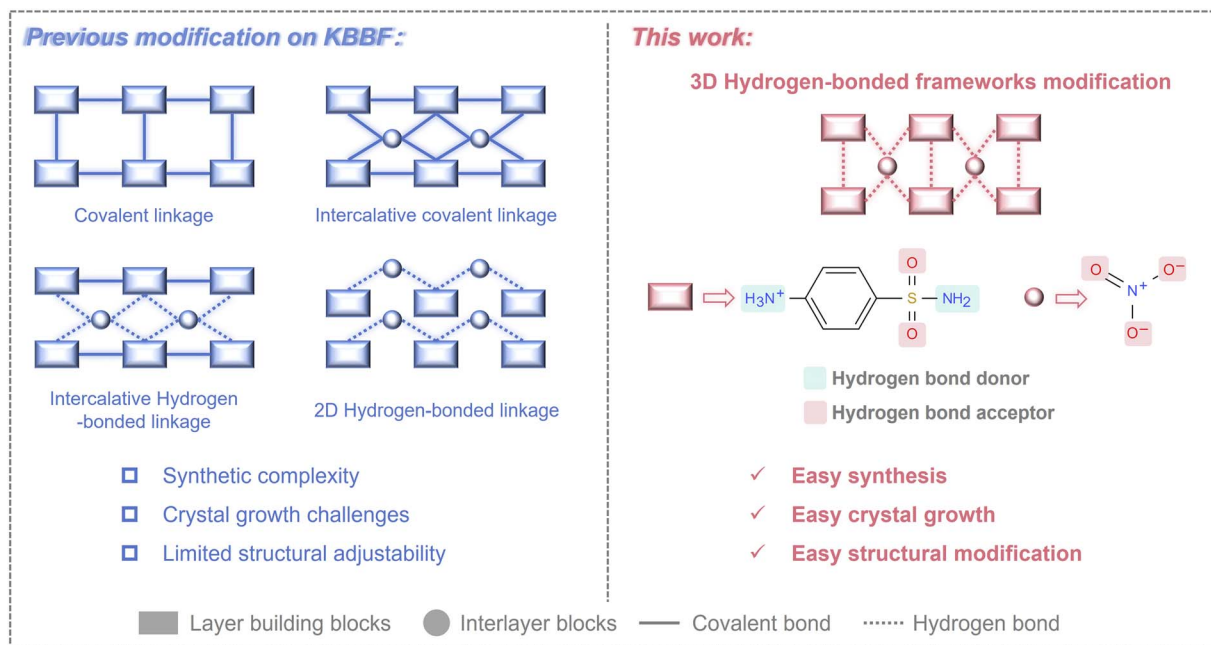 Previous modification on KBBF:
Covalent linkage
Intercalative covalent linkage
Intercalative Hydrogen
-bonded linkage
2D Hydrogen-bonded linkage
Synthetic complexity
Crystal growth challenges
Limited structural adjustability
This work:
3D Hydrogen-bonded frameworks modification
H₃N⁺
O
S
NH₂
O
O
O⁻
N⁺
O⁻
Hydrogen bond donor
Hydrogen bond acceptor
✓ Easy synthesis
✓ Easy crystal growth
✓ Easy structural modification
Layer building blocks
Interlayer blocks
Covalent bond
Hydrogen bond